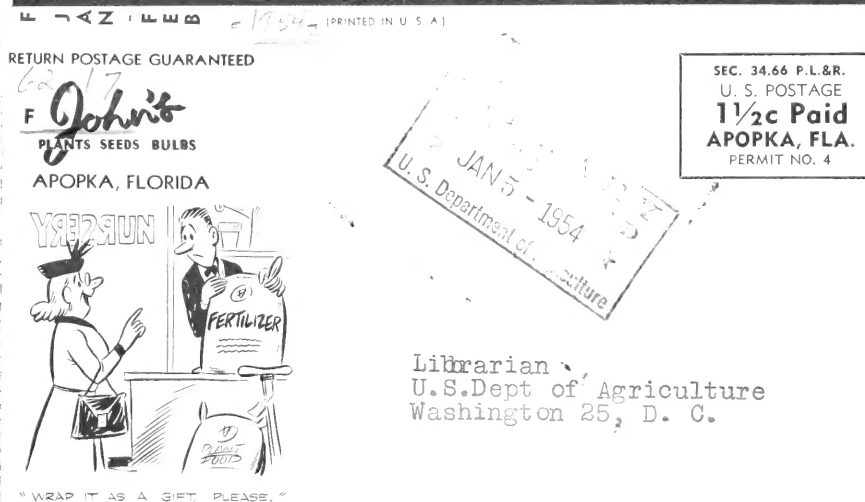 F JAN - FEB
-1954- [PRINTED IN U. S. A]
RETURN POSTAGE GUARANTEED
62.17
F John's
PLANTS SEEDS BULBS
APOPKA, FLORIDA
NURSERY
FERTILIZER
PLANT
FOOD
"WRAP IT AS A GIFT, PLEASE."
JAN 5 - 1954
U. S. Department of
SEC. 34.66 P.L.&R.
U. S. POSTAGE
1½c Paid
APOPKA, FLA.
PERMIT NO. 4
Librarian
U.S.Dept of Agriculture
Washington 25, D. C.